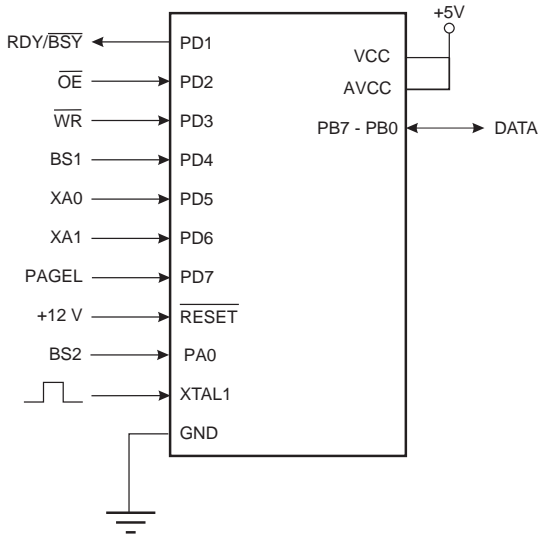 +5V
RDY/BSY PD1
VCC
OE PD2
AVCC
WR PD3
PB7 - PB0 DATA
BS1 PD4
XA0 PD5
XA1 PD6
PAGEL PD7
+12 V RESET
BS2 PA0
XTAL1
GND